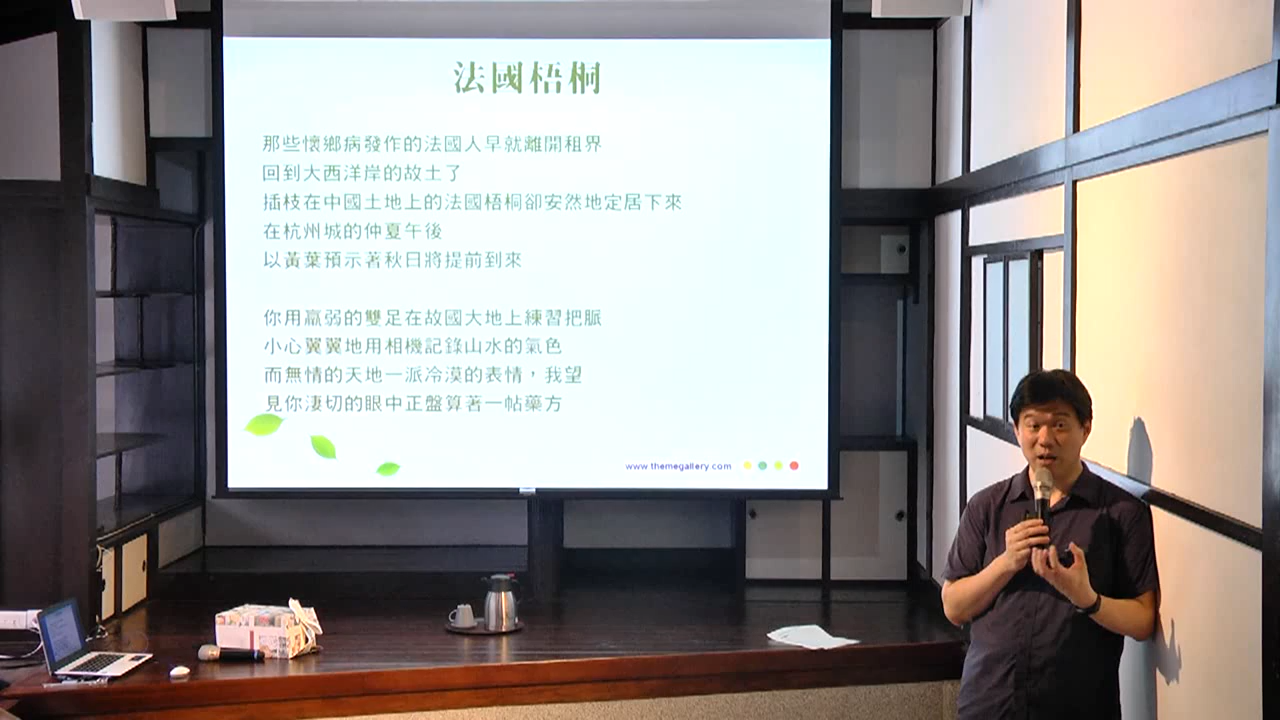 法國梧桐
那些懷鄉病發作的法國人早就離開租界
回到大西洋岸的故土了
插枝在中國土地上的法國梧桐卻安然地定居下來
在杭州城的仲夏午後
以黃葉預示著秋日將提前到來
你用羸弱的雙足在故國大地上練習把脈
小心翼翼地用相機記錄山水的氣色
而無情的天地一派冷漠的表情，我望
見你淒切的眼中正盤算著一帖藥方
www.themegallery.com